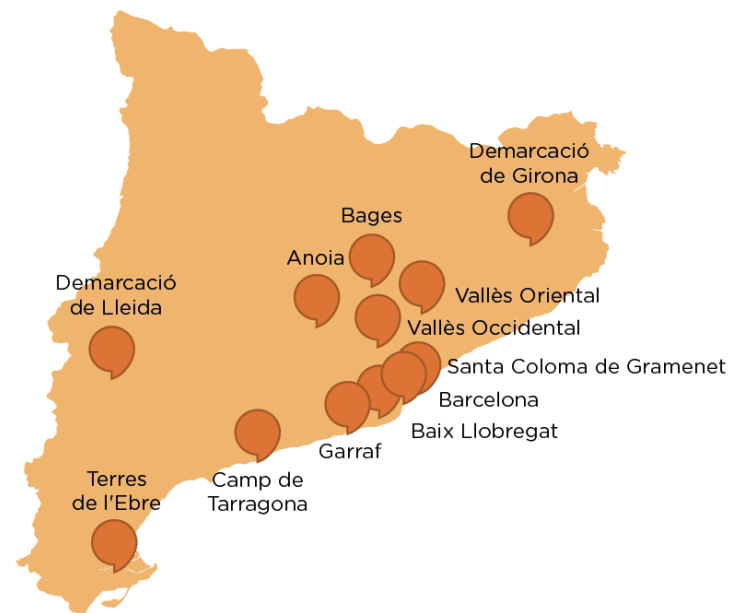 Demarcació
de Girona
Bages
Anoia
Demarcació
de Lleida
Vallès Oriental
Vallès Occidental
Santa Coloma de Gramenet
Barcelona
Baix Llobregat
Garraf
Terres
de l'Ebre
Camp de
Tarragona